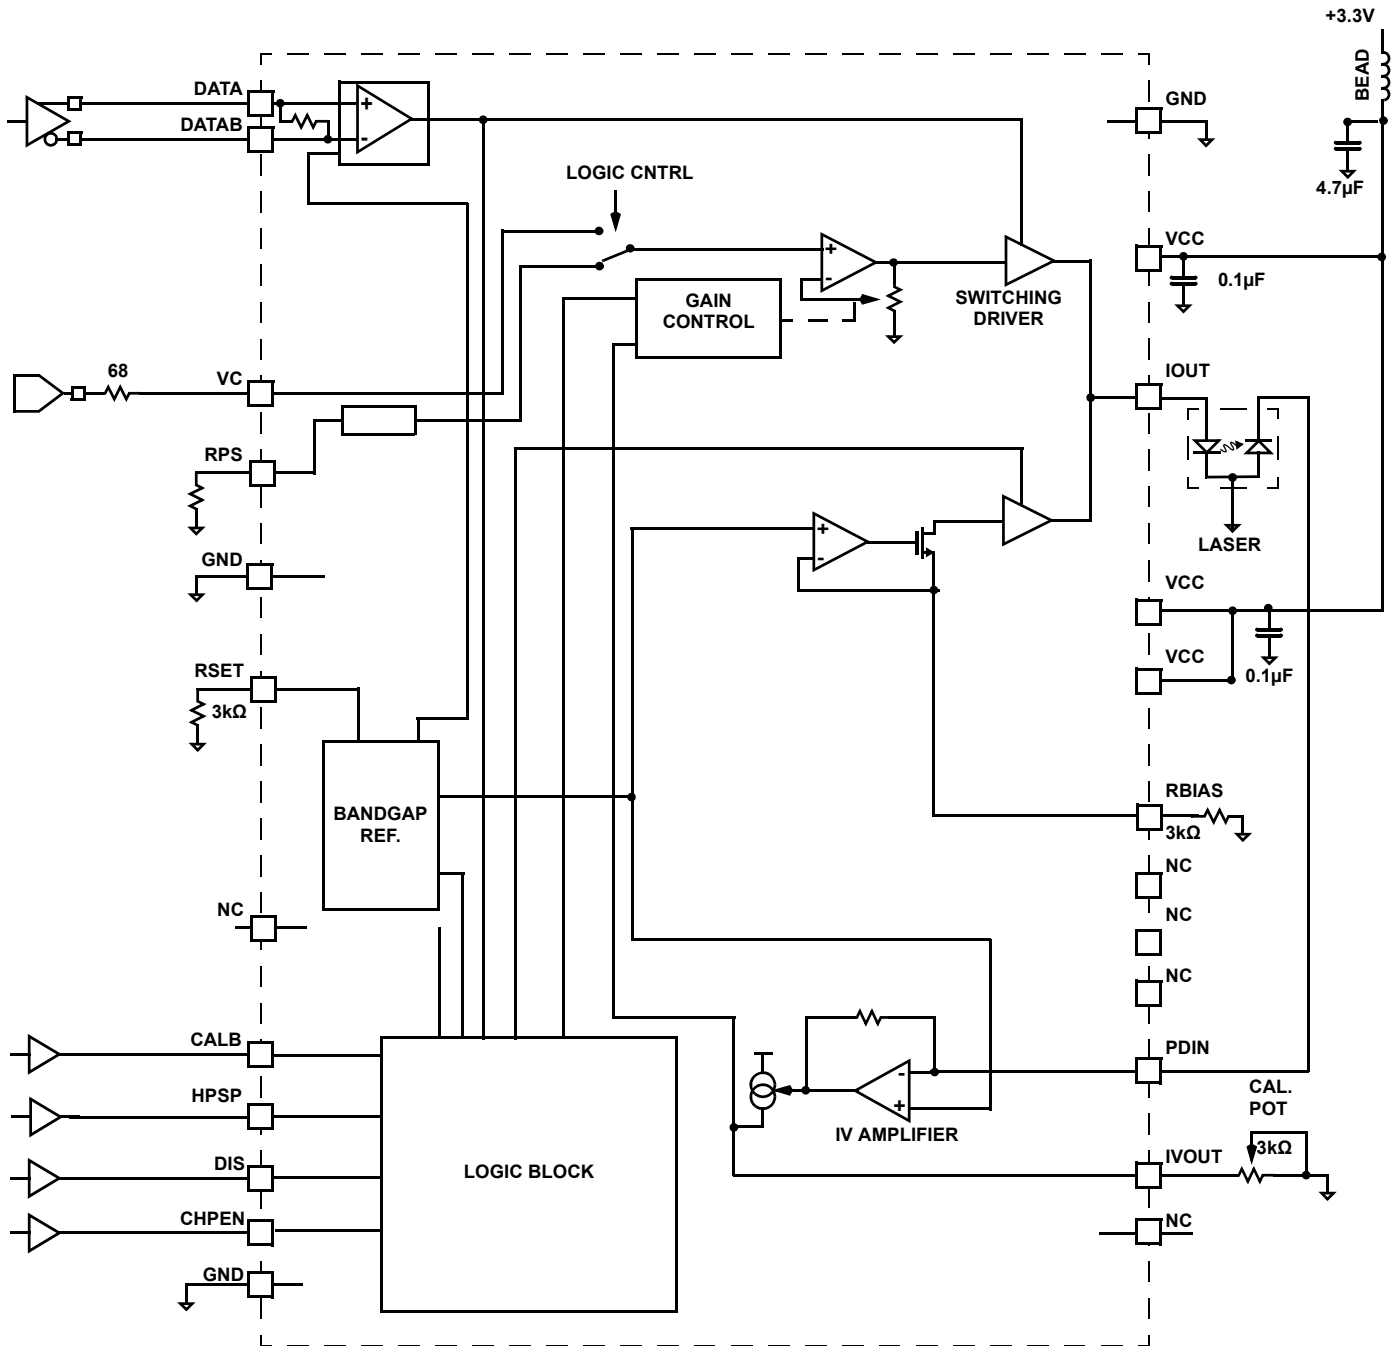 +3.3V
BEAD
DATA
GND
DATAB
LOGIC CNTRL
4.7µF
VCC
0.1µF
GAIN
CONTROL
SWITCHING
DRIVER
68
VC
IOUT
RPS
LASER
GND
VCC
RSET
VCC
3kΩ
0.1µF
BANDGAP
REF.
RBIAS
3kΩ
NC
NC
NC
NC
CALB
PDIN
HPSP
CAL.
POT
IV AMPLIFIER
3kΩ
DIS
LOGIC BLOCK
IVOUT
CHPEN
NC
GND
+
-
+
-
+
-
-
+